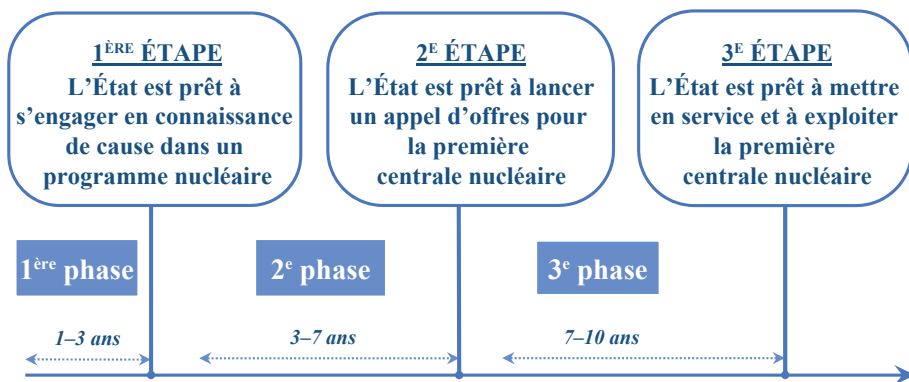 1ÈRE ÉTAPE
L’État est prêt à
s’engager en connaissance
de cause dans un
programme nucléaire
2E ÉTAPE
L’État est prêt à lancer
un appel d’offres pour
la première
centrale nucléaire
3E ÉTAPE
L’État est prêt à mettre
en service et à exploiter
la première
centrale nucléaire
1ère phase
2e phase
3e phase
1–3 ans
3–7 ans
7–10 ans